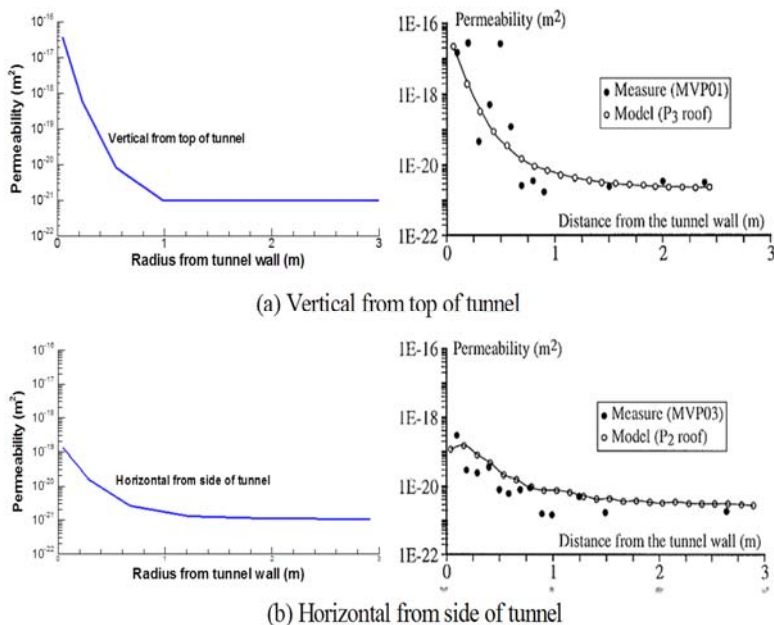 10⁻¹⁶
10⁻¹⁷
10⁻¹⁸
10⁻¹⁹
10⁻²⁰
10⁻²¹
10⁻²²
Permeability (m²)
Vertical from top of tunnel
0 1 2 3
Radius from tunnel wall (m)
1E-16
1E-18
1E-20
1E-22
Permeability (m²)
Measure (MVP01)
Model (P₃ roof)
Distance from the tunnel wall (m)
0 1 2 3
(a) Vertical from top of tunnel
10⁻¹⁶
10⁻¹⁷
10⁻¹⁸
10⁻¹⁹
10⁻²⁰
10⁻²¹
10⁻²²
Permeability (m²)
Horizontal from side of tunnel
0 1 2 3
Radius from tunnel wall (m)
1E-16
1E-18
1E-20
1E-22
Permeability (m²)
Measure (MVP03)
Model (P₂ roof)
Distance from the tunnel wall (m)
0 1 2 3
(b) Horizontal from side of tunnel